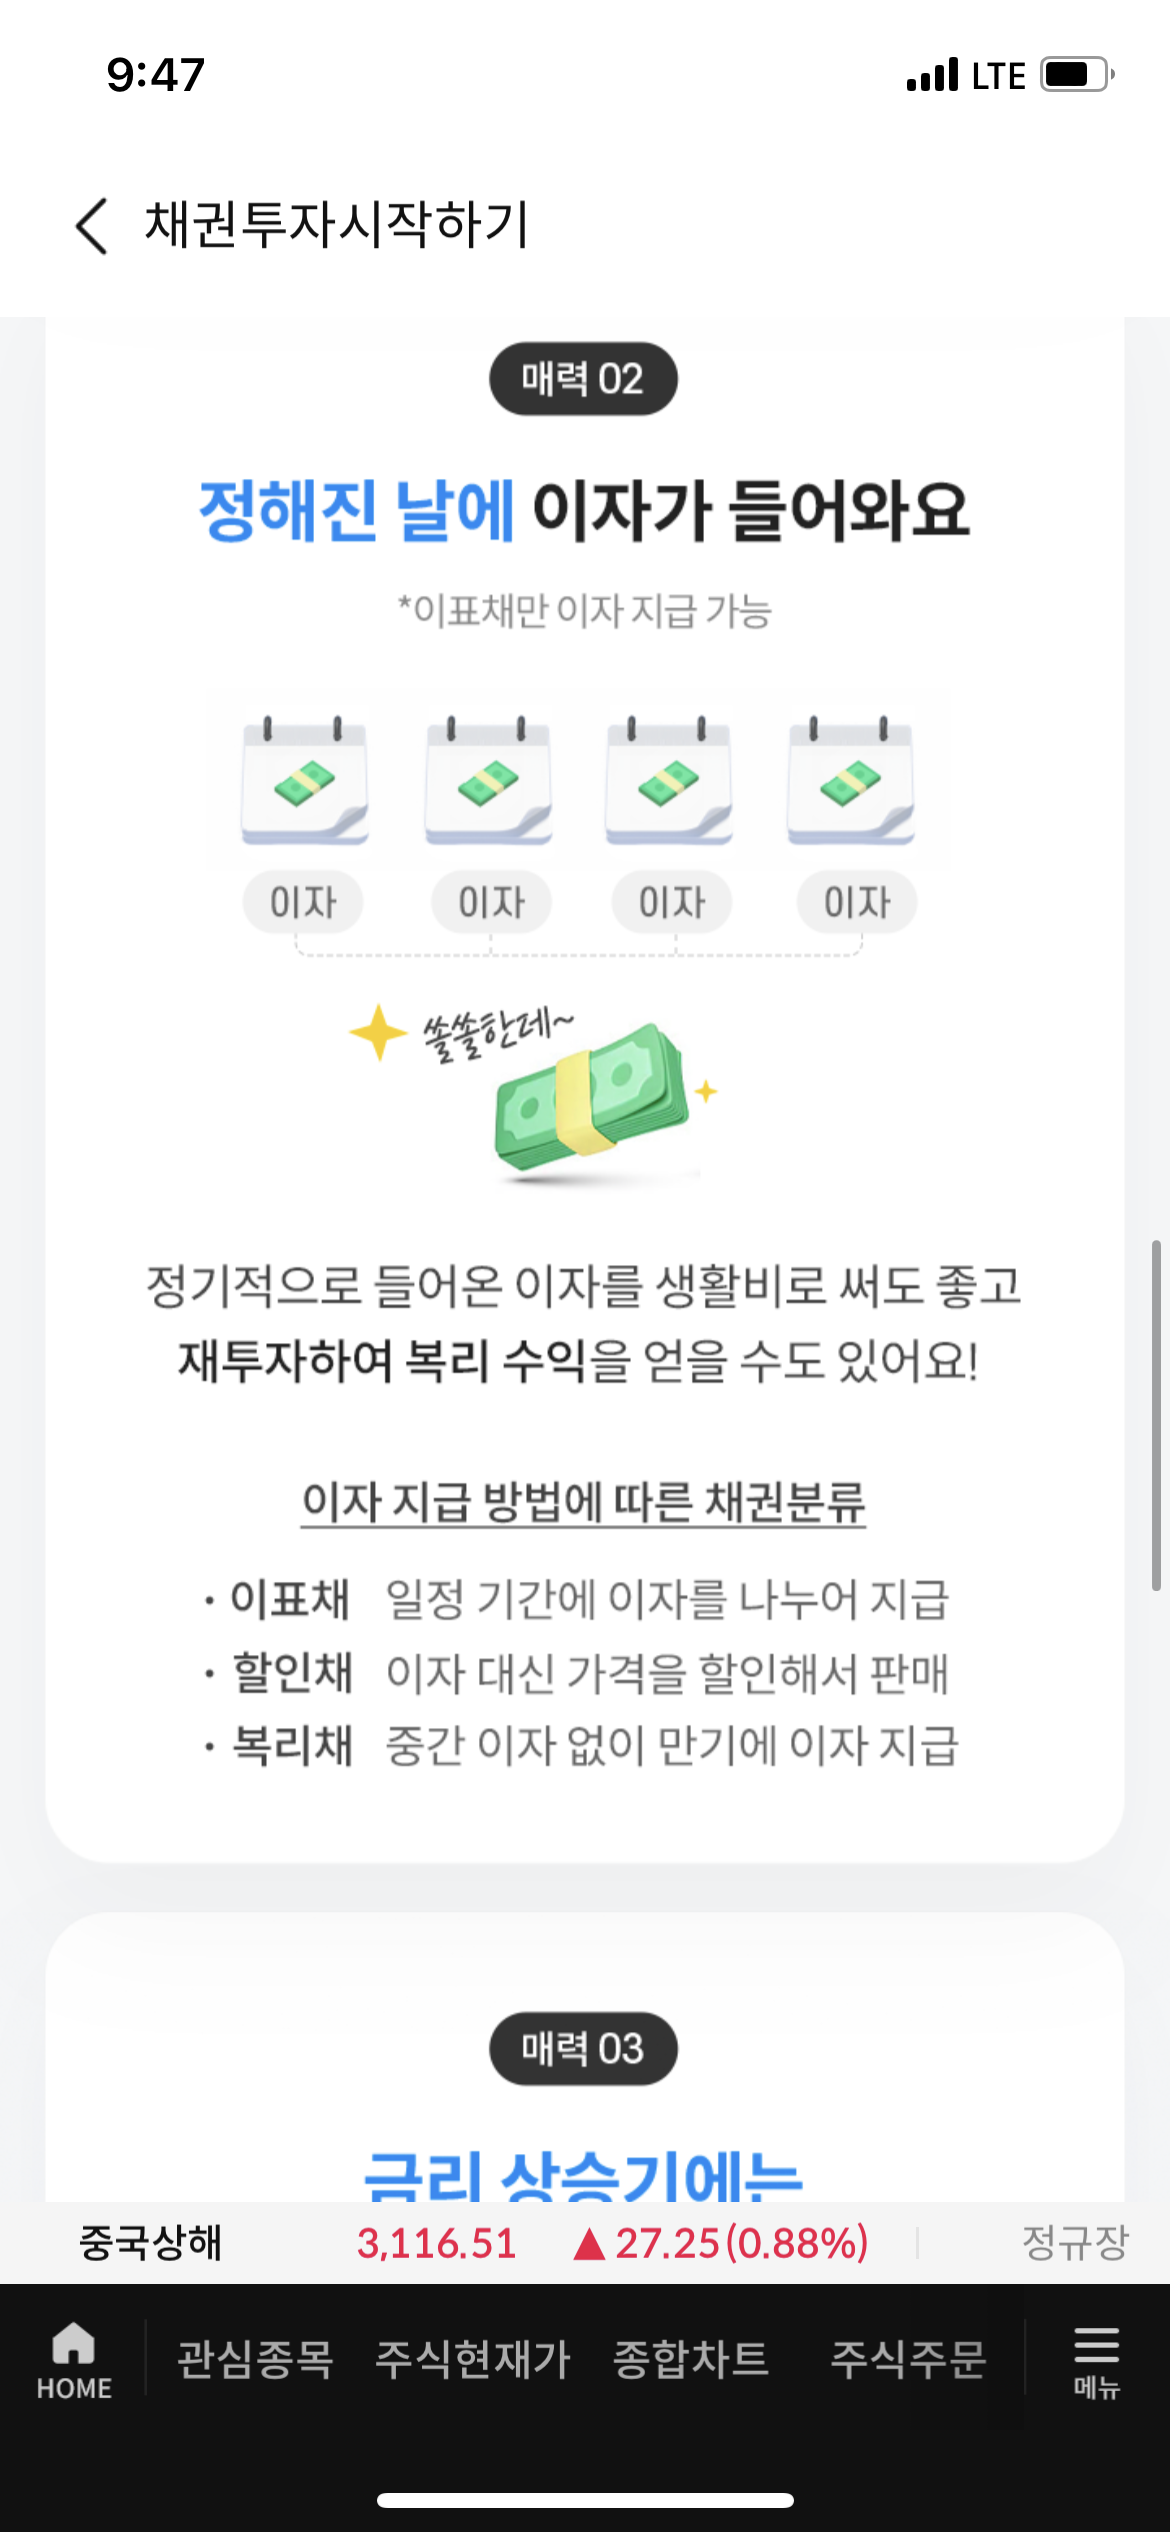 9:47
LTE
채권투자시작하기
매력 02
정해진 날에 이자가 들어와요
*이표채만 이자 지급 가능
이자 이자 이자 이자
쏠쏠한데~
정기적으로 들어온 이자를 생활비로 써도 좋고
재투자하여 복리 수익을 얻을 수도 있어요!
이자 지급 방법에 따른 채권분류
• 이표채 일정 기간에 이자를 나누어 지급
• 할인채 이자 대신 가격을 할인해서 판매
• 복리채 중간 이자 없이 만기에 이자 지급
매력 03
금리 상승기에는
중국상해 3,116.51 ▲27.25(0.88%) 정규장
HOME 관심종목 주식현재가 종합차트 주식주문 메뉴